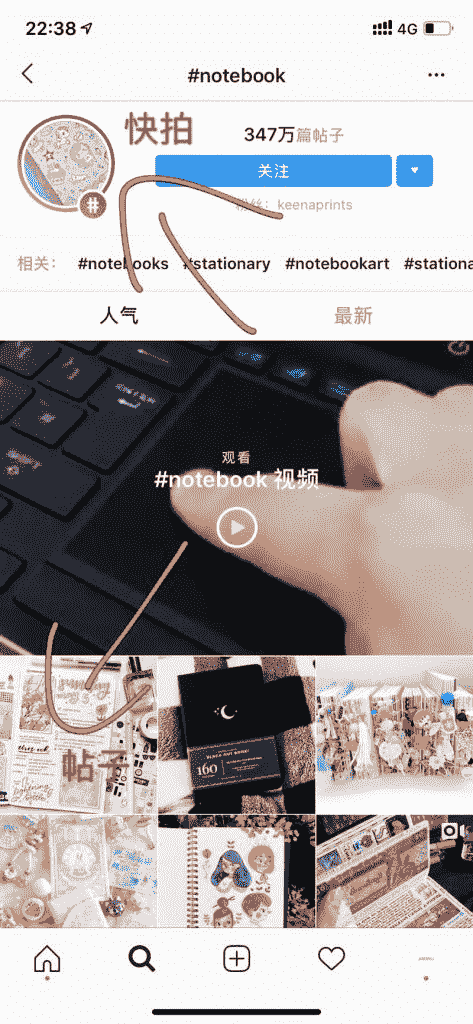 22:38
4G
#notebook
快拍
347万篇帖子
关注
#
粉丝：keenaprints
相关：
#notebooks
#stationary
#notebookart
#stationa
人气
最新
观看
#notebook 视频
帖子
160